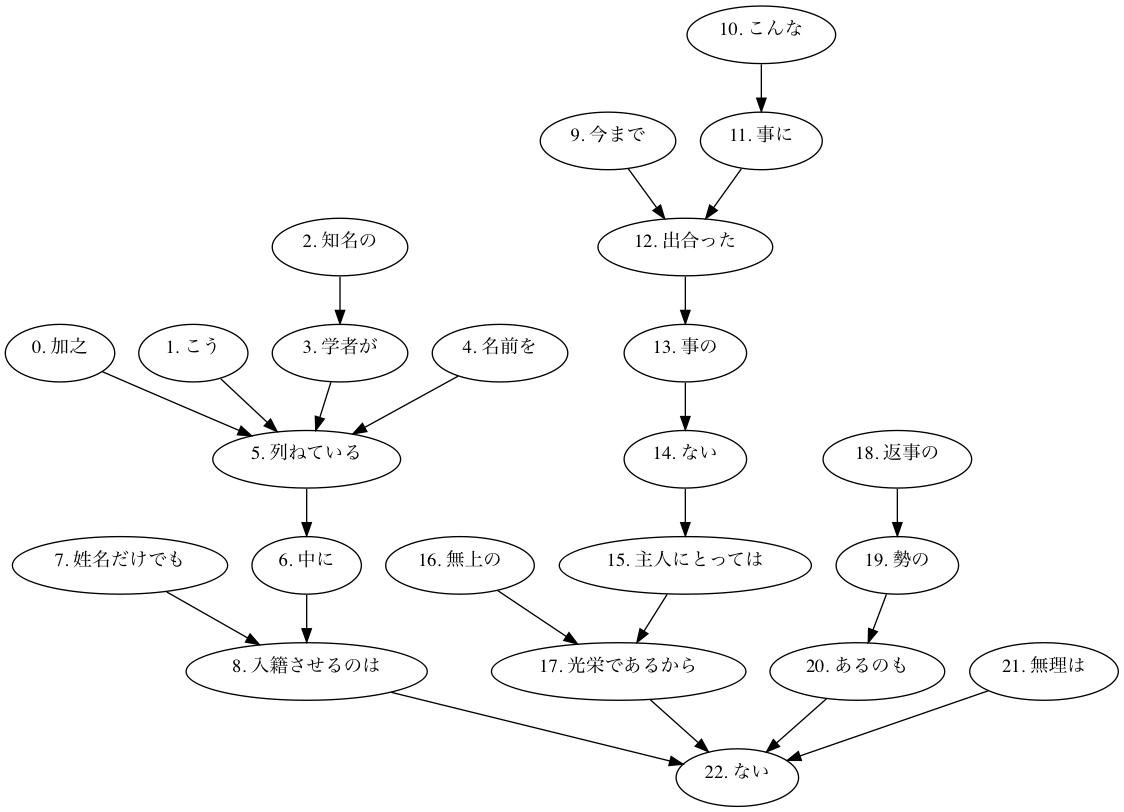 10. こんな
9. 今まで
11. 事に
2. 知名の
12. 出合った
0. 加之
1. こう
3. 学者が
4. 名前を
13. 事の
5. 列ねている
14. ない
18. 返事の
7. 姓名だけでも
6. 中に
16. 無上の
15. 主人にとっては
19. 勢の
8. 入籍させるのは
17. 光栄であるから
20. あるのも
21. 無理は
22. ない